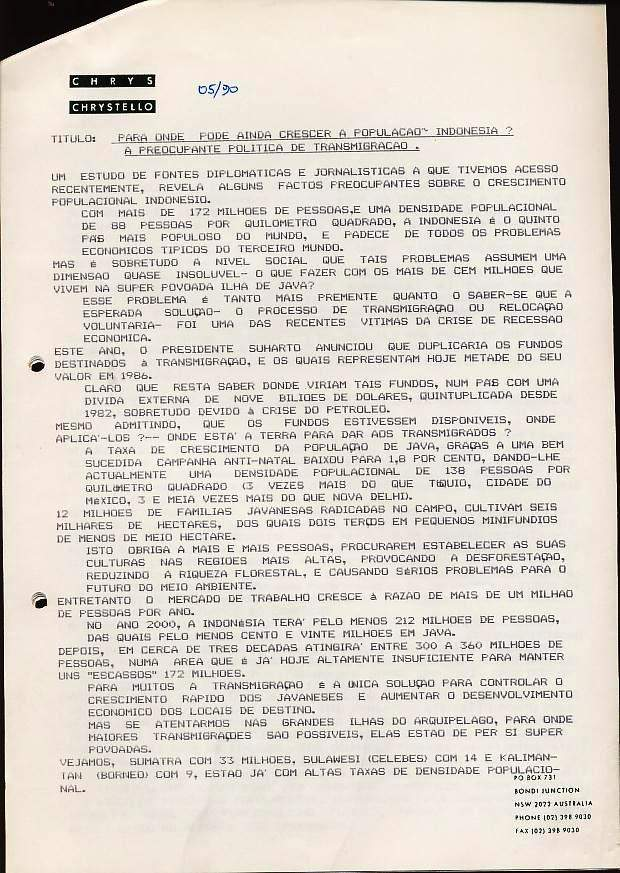 CHRYS
CHRYSTELLO
05/90
TITULO: PARA ONDE PODE AINDA CRESCER A POPULACAO~ INDONESIA ?
A PREOCUPANTE POLITICA DE TRANSMIGRACAO .
UM ESTUDO DE FONTES DIPLOMATICAS E JORNALISTICAS A QUE TIVEMOS ACESSO
RECENTEMENTE, REVELA ALGUNS FACTOS PREOCUPANTES SOBRE O CRESCIMENTO
POPULACIONAL INDONESIO.
COM MAIS DE 172 MILHOES DE PESSOAS,E UMA DENSIDADE POPULACIONAL
DE 88 PESSOAS POR QUILOMETRO QUADRADO, A INDONESIA é O QUINTO
PAíS MAIS POPULOSO DO MUNDO, E PADECE DE TODOS OS PROBLEMAS
ECONOMICOS TIPICOS DO TERCEIRO MUNDO.
MAS é SOBRETUDO A NIVEL SOCIAL QUE TAIS PROBLEMAS ASSUMEM UMA
DIMENSAO QUASE INSOLUVEL- O QUE FAZER COM OS MAIS DE CEM MILHOES QUE
VIVEM NA SUPER POVOADA ILHA DE JAVA?
ESSE PROBLEMA é TANTO MAIS PREMENTE QUANTO O SABER-SE QUE A
ESPERADA SOLUçãO- O PROCESSO DE TRANSMIGRAçãO OU RELOCAçãO
VOLUNTARIA- FOI UMA DAS RECENTES VITIMAS DA CRISE DE RECESSAO
ECONOMICA.
ESTE ANO, O PRESIDENTE SUHARTO ANUNCIOU QUE DUPLICARIA OS FUNDOS
DESTINADOS à TRANSMIGRAçãO, E OS QUAIS REPRESENTAM HOJE METADE DO SEU
VALOR EM 1986.
CLARO QUE RESTA SABER DONDE VIRIAM TAIS FUNDOS, NUM PAíS COM UMA
DIVIDA EXTERNA DE NOVE BILIOES DE DOLARES, QUINTUPLICADA DESDE
1982, SOBRETUDO DEVIDO à CRISE DO PETROLEO.
MESMO ADMITINDO, QUE OS FUNDOS ESTIVESSEM DISPONIVEIS, ONDE
APLICA'-LOS ?-- ONDE ESTA' A TERRA PARA DAR AOS TRANSMIGRADOS ?
A TAXA DE CRESCIMENTO DA POPULAçãO DE JAVA, GRAçAS A UMA BEM
SUCEDIDA CAMPANHA ANTI-NATAL BAIXOU PARA 1,8 POR CENTO, DANDO-LHE
ACTUALMENTE UMA DENSIDADE POPULACIONAL DE 138 PESSOAS POR
QUILóMETRO QUADRADO (3 VEZES MAIS DO QUE TóQUIO, CIDADE DO
MéXICO, 3 E MEIA VEZES MAIS DO QUE NOVA DELHI).
12 MILHOES DE FAMILIAS JAVANESAS RADICADAS NO CAMPO, CULTIVAM SEIS
MILHARES DE HECTARES, DOS QUAIS DOIS TERçOS EM PEQUENOS MINIFUNDIOS
DE MENOS DE MEIO HECTARE.
ISTO OBRIGA A MAIS E MAIS PESSOAS, PROCURAREM ESTABELECER AS SUAS
CULTURAS NAS REGIOES MAIS ALTAS, PROVOCANDO A DESFORESTAçãO,
REDUZINDO A RIQUEZA FLORESTAL, E CAUSANDO SéRIOS PROBLEMAS PARA O
FUTURO DO MEIO AMBIENTE.
ENTRETANTO O MERCADO DE TRABALHO CRESCE à RAZAO DE MAIS DE UM MILHAO
DE PESSOAS POR ANO.
NO ANO 2000, A INDONéSIA TERA' PELO MENOS 212 MILHOES DE PESSOAS,
DAS QUAIS PELO MENOS CENTO E VINTE MILHOES EM JAVA.
DEPOIS, EM CERCA DE TRES DECADAS ATINGIRA' ENTRE 300 A 360 MILHOES DE
PESSOAS, NUMA AREA QUE é JA' HOJE ALTAMENTE INSUFICIENTE PARA MANTER
UNS "ESCASSOS" 172 MILHOES.
PARA MUITOS A TRANSMIGRAçãO é A úNICA SOLUçãO PARA CONTROLAR O
CRESCIMENTO RAPIDO DOS JAVANESES E AUMENTAR O DESENVOLVIMENTO
ECONOMICO DOS LOCAIS DE DESTINO.
MAS SE ATENTARMOS NAS GRANDES ILHAS DO ARQUIPELAGO, PARA ONDE
MAIORES TRANSMIGRAçõES SAO POSSIVEIS, ELAS ESTAO DE PER SI SUPER
POVOADAS.
VEJAMOS, SUMATRA COM 33 MILHOES, SULAWESI (CELEBES) COM 14 E KALIMAN-
TAN (BORNEO) COM 9, ESTAO JA' COM ALTAS TAXAS DE DENSIDADE POPULACIO-
NAL.
PO BOX 731
BONDI JUNCTION
NSW 2022 AUSTRALIA
PHONE (02) 398 9030
FAX (02) 398 9030